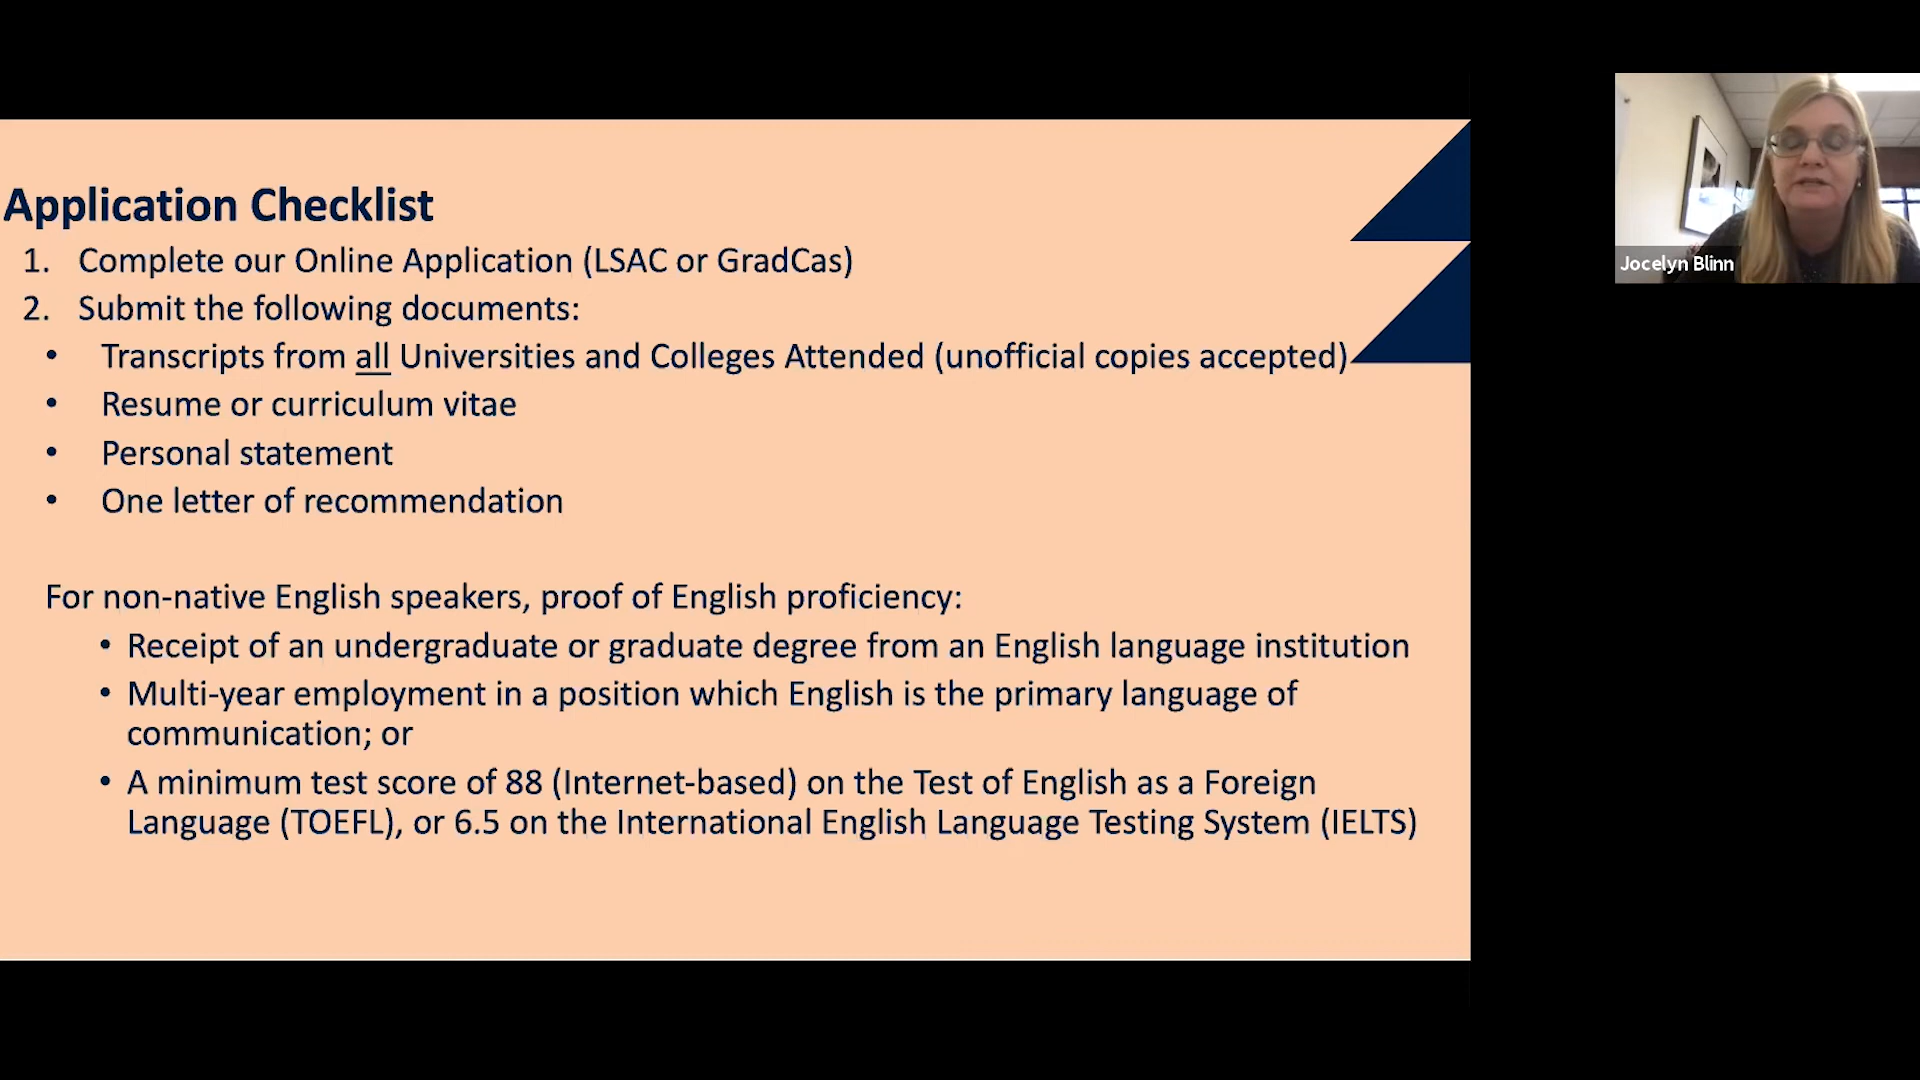 Application Checklist
1. Complete our Online Application (LSAC or GradCas)
2. Submit the following documents:
• Transcripts from all Universities and Colleges Attended (unofficial copies accepted)
• Resume or curriculum vitae
• Personal statement
• One letter of recommendation
For non-native English speakers, proof of English proficiency:
• Receipt of an undergraduate or graduate degree from an English language institution
• Multi-year employment in a position which English is the primary language of
communication; or
• A minimum test score of 88 (Internet-based) on the Test of English as a Foreign
Language (TOEFL), or 6.5 on the International English Language Testing System (IELTS)
Jocelyn Blinn